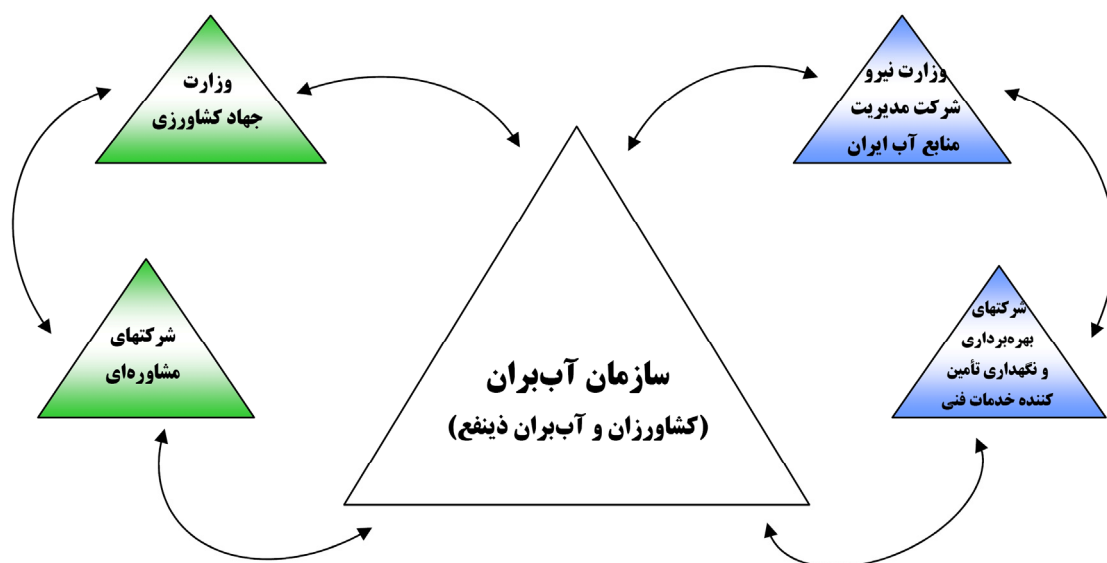 وزارت نیرو
شرکت مدیریت
منابع آب ایران
وزارت
جهاد کشاورزی
شرکتهای
بهره‌برداری
و نگهداری تأمین
کننده خدمات فنی
شرکتهای
مشاوره‌ای
سازمان آب‌بران
(کشاورزان و آب‌بران ذینفع)